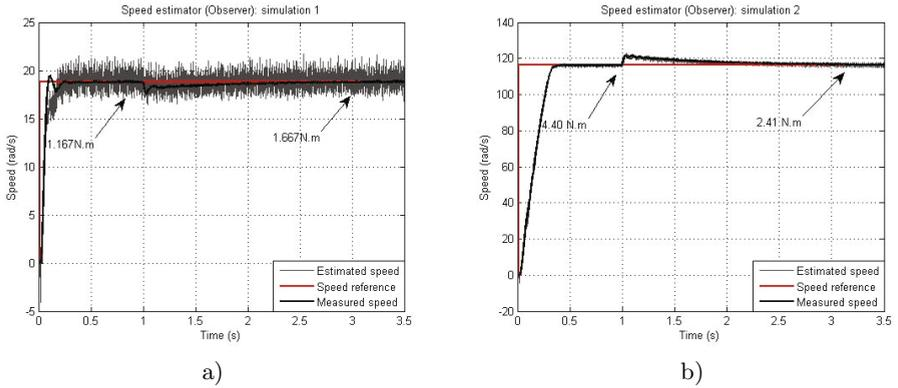 Speed estimator (Observer): simulation 1
Speed (rad/s)
25
20
15
10
5
0
-5
1.167N.m
1.667N.m
Estimated speed
Speed reference
Measured speed
0 0.5 1 1.5 2 2.5 3 3.5
Time (s)
a)
Speed estimator (Observer): simulation 2
Speed (rad/s)
140
120
100
80
60
40
20
0
-20
4.40 N.m
2.41 N.m
Estimated speed
Speed reference
Measured speed
0 0.5 1 1.5 2 2.5 3 3.5
Time (s)
b)